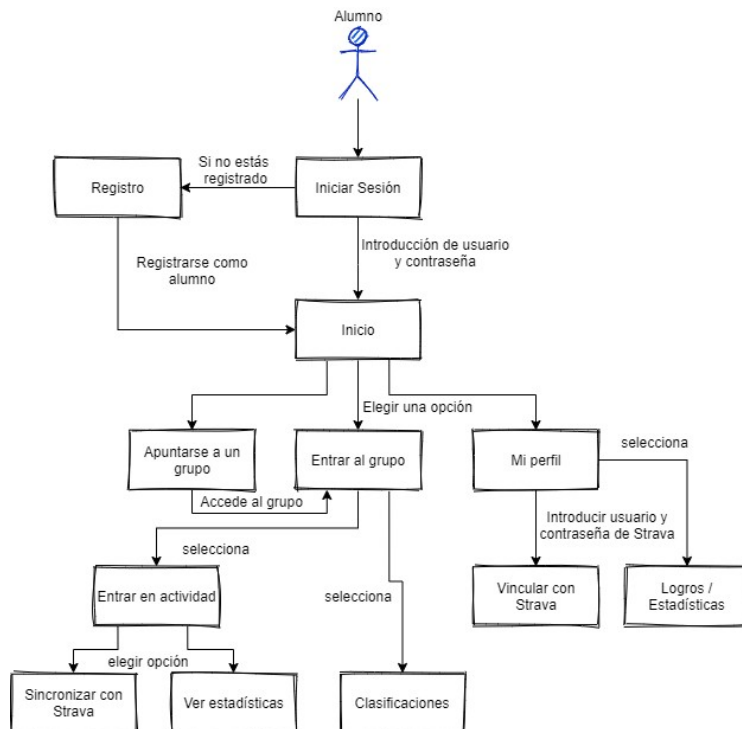 Alumno
Si no estás
registrado
Registro
Iniciar Sesión
Introducción de usuario
y contraseña
Registrarse como
alumno
Inicio
Elegir una opción
Apuntarse a un
grupo
Entrar al grupo
Mi perfil
selecciona
Accede al grupo
Introducir usuario y
contraseña de Strava
selecciona
Entrar en actividad
selecciona
Vincular con
Strava
Logros /
Estadísticas
elegir opción
Sincronizar con
Strava
Ver estadísticas
Clasificaciones